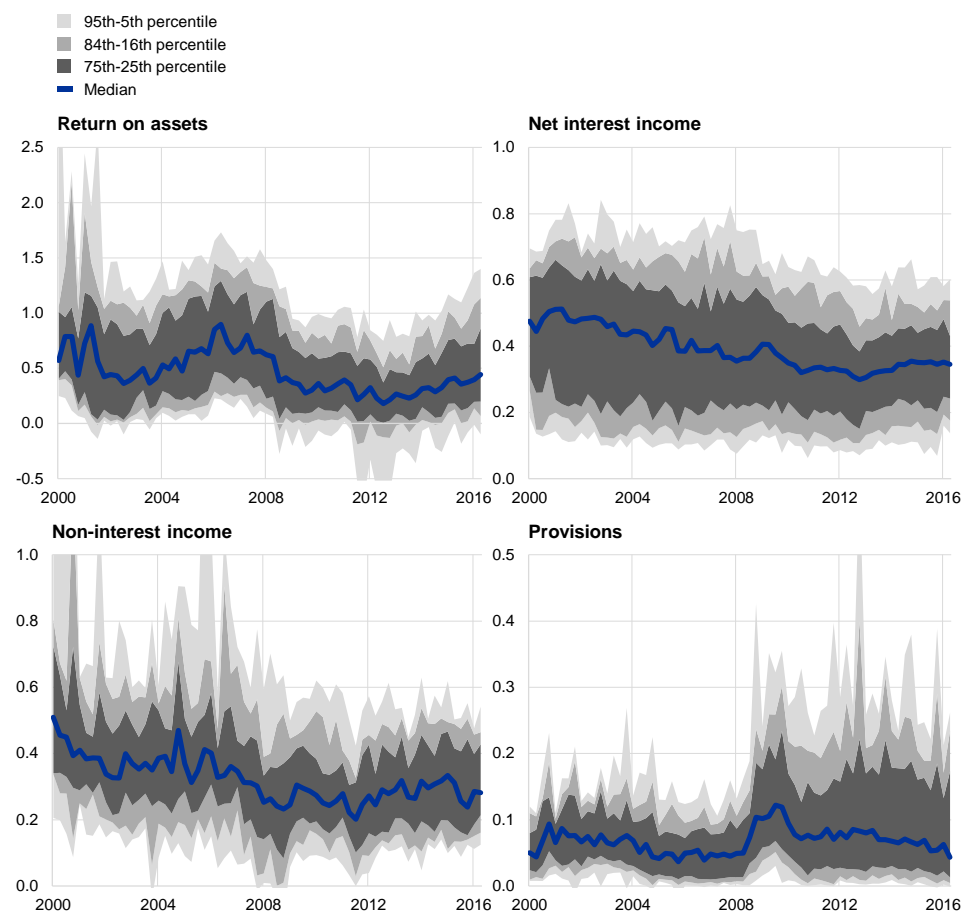 95th-5th percentile
84th-16th percentile
75th-25th percentile
Median
Return on assets
2.5
2.0
1.5
1.0
0.5
0.0
-0.5
2000 2004 2008 2012 2016
Net interest income
1.0
0.8
0.6
0.4
0.2
0.0
2000 2004 2008 2012 2016
Non-interest income
1.0
0.8
0.6
0.4
0.2
0.0
2000 2004 2008 2012 2016
Provisions
0.5
0.4
0.3
0.2
0.1
0.0
2000 2004 2008 2012 2016